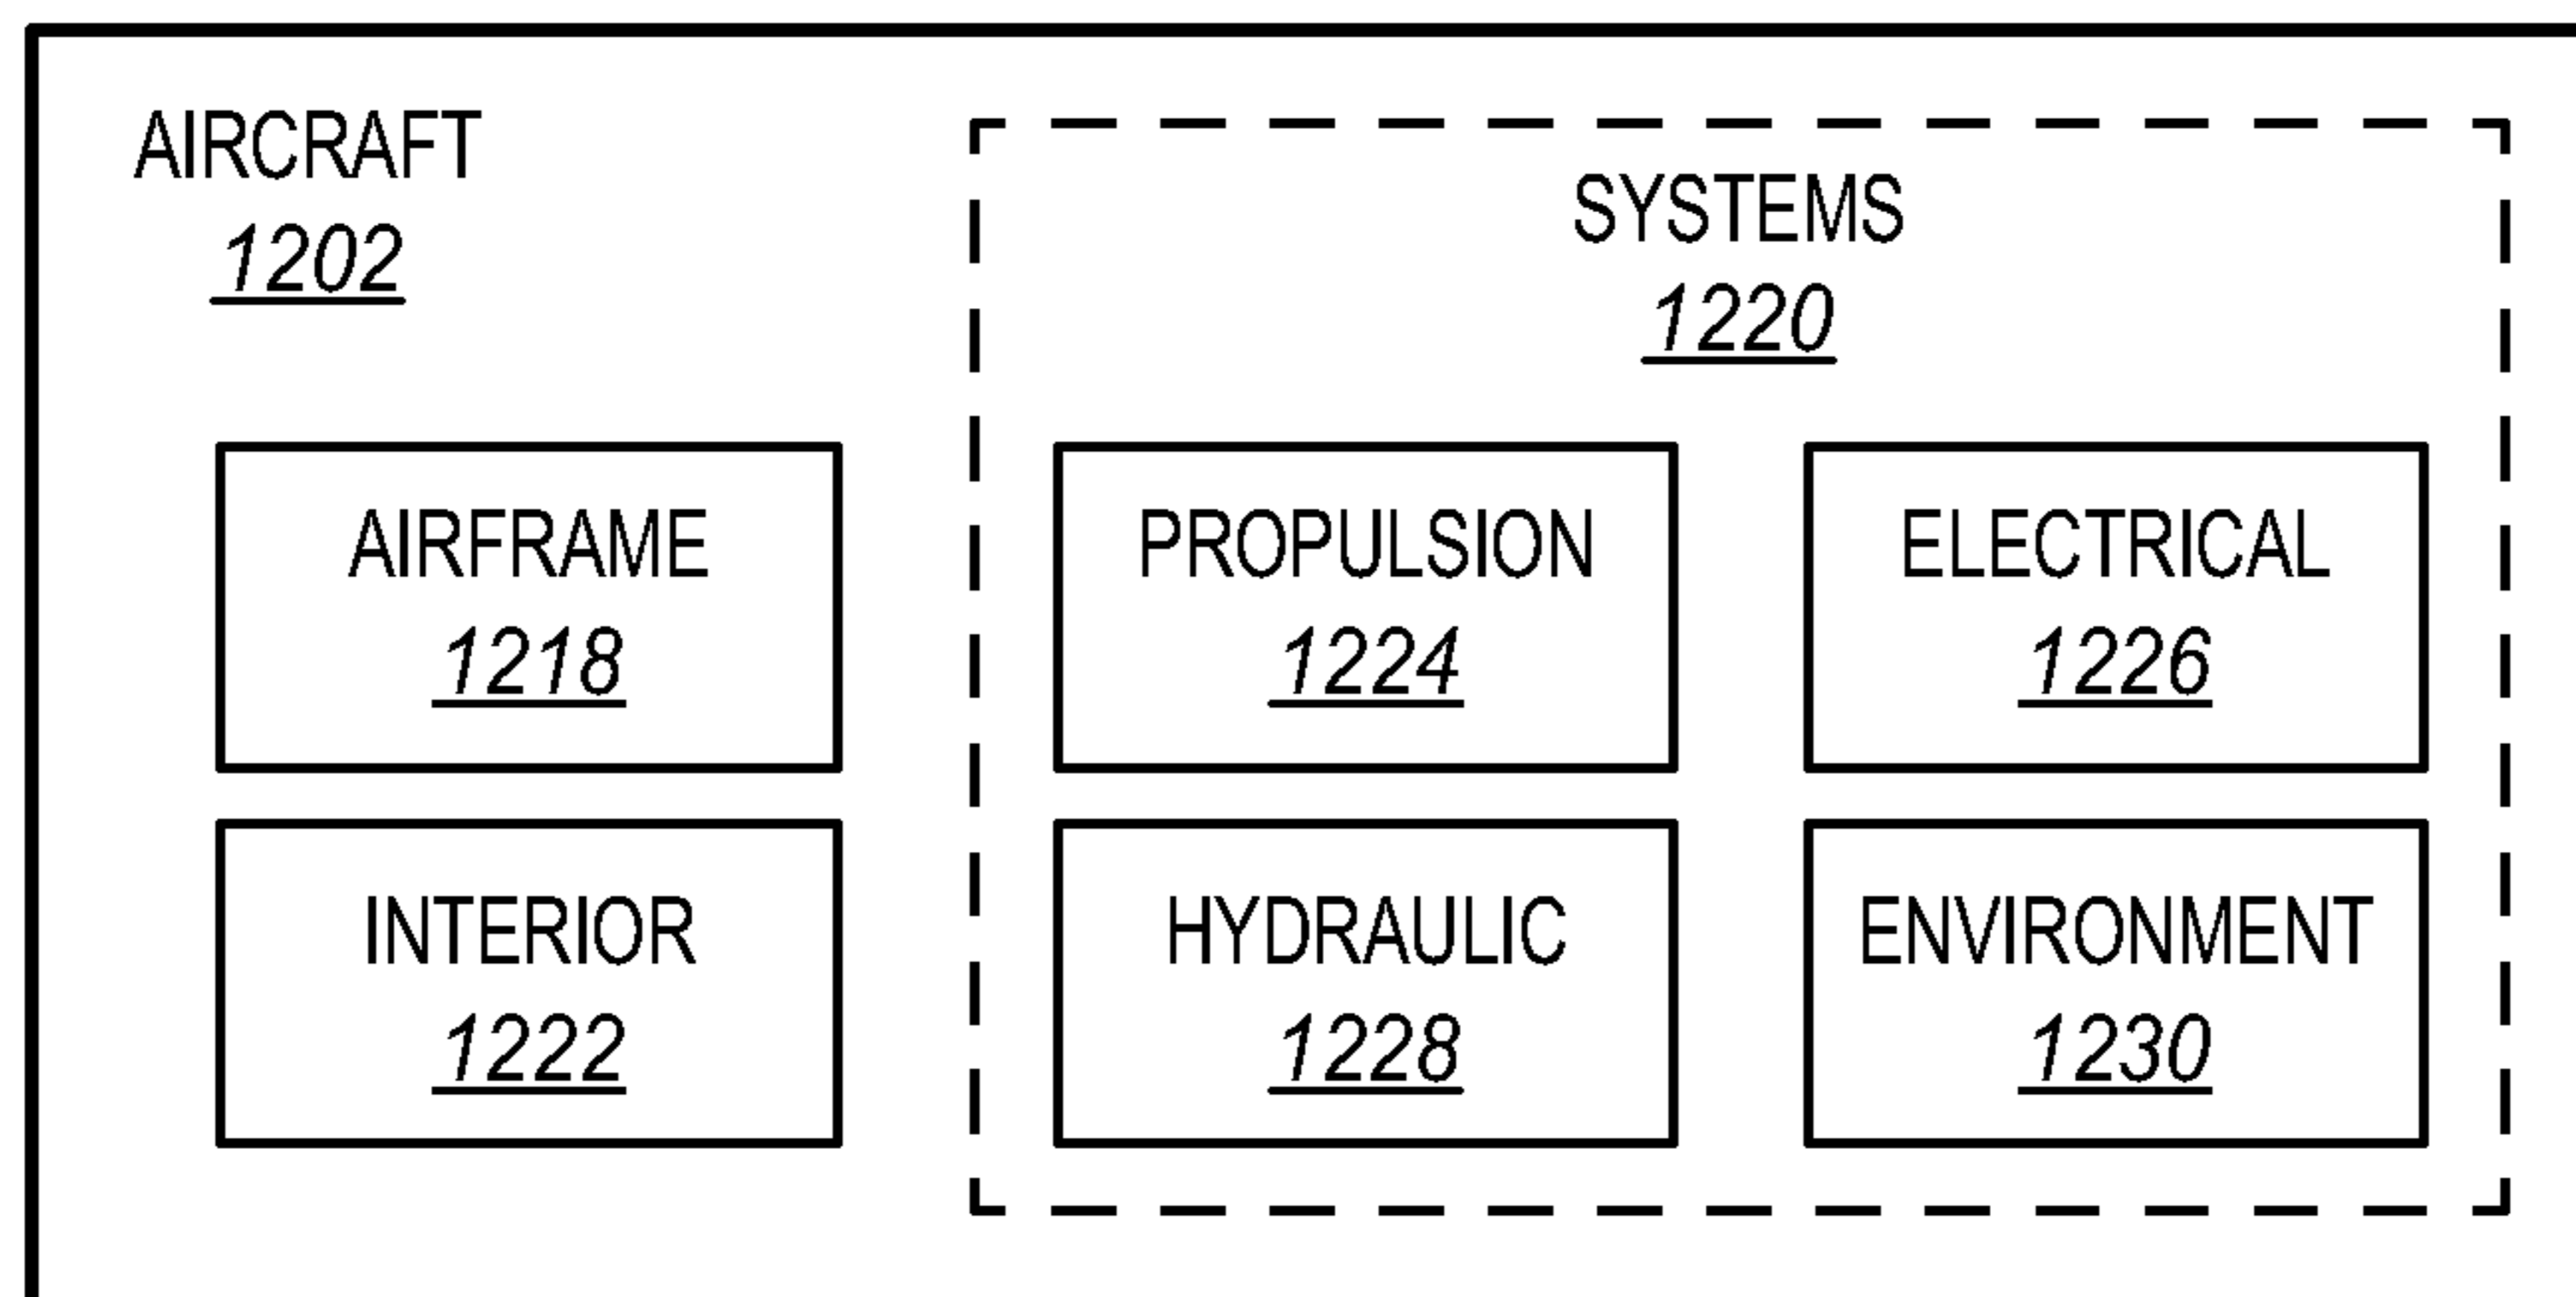 AIRCRAFT
1202
SYSTEMS
1220
AIRFRAME
1218
PROPULSION
1224
ELECTRICAL
1226
INTERIOR
1222
HYDRAULIC
1228
ENVIRONMENT
1230